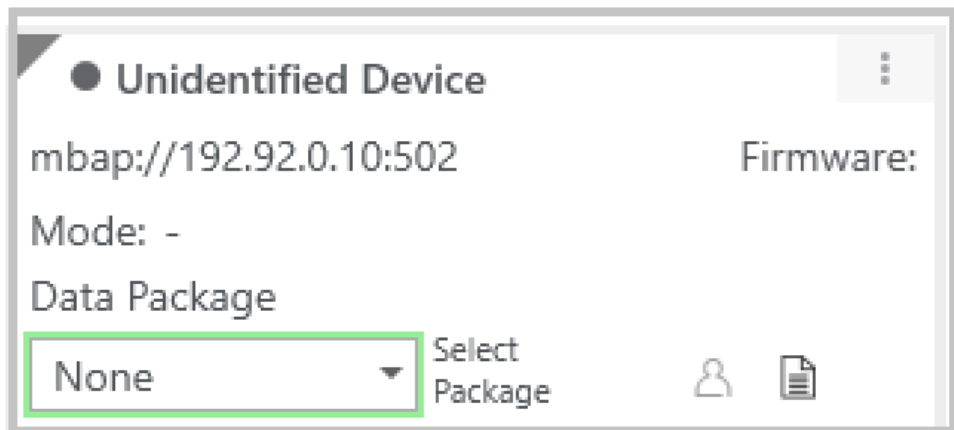 Unidentified Device
mbap://192.92.0.10:502 Firmware:
Mode: -
Data Package
None
Select
Package